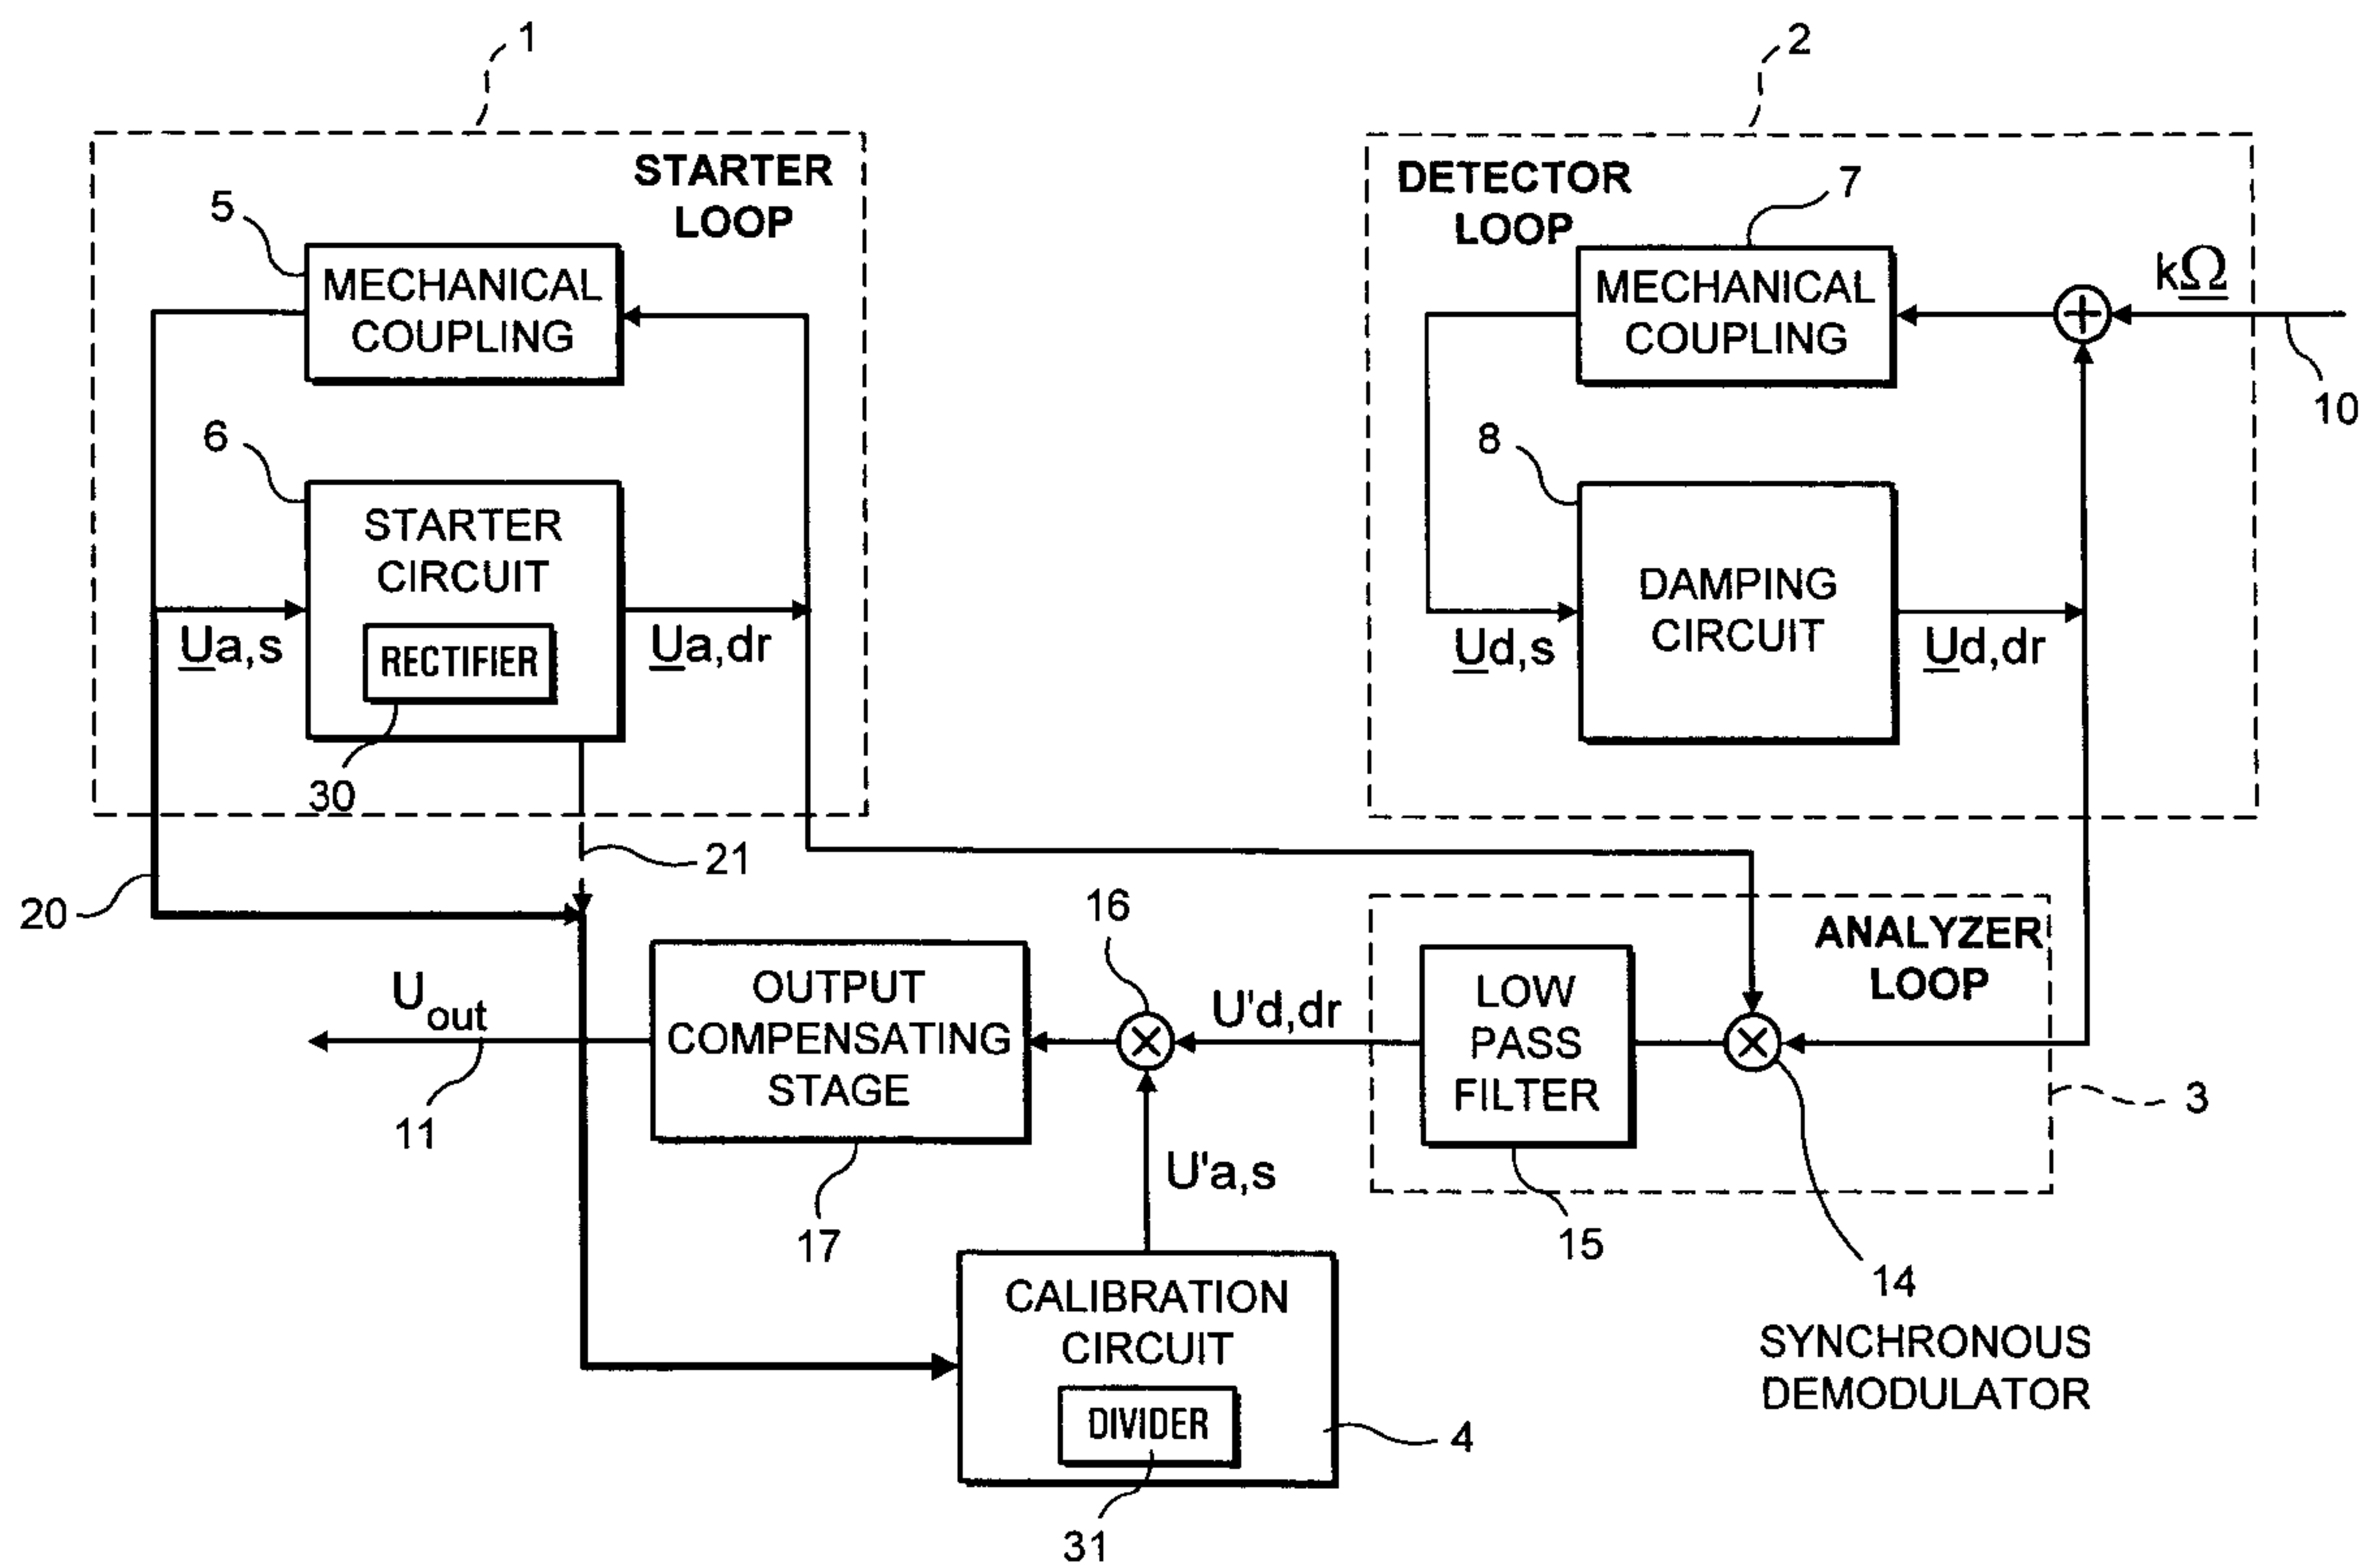 1
2
STARTER
LOOP
DETECTOR
LOOP
5
7
MECHANICAL
COUPLING
MECHANICAL
COUPLING
kΩ
10
6
8
STARTER
CIRCUIT
DAMPING
CIRCUIT
Ua,s
RECTIFIER
Ua,dr
Ud,s
Ud,dr
30
21
20
16
ANALYZER
LOOP
Uout
OUTPUT
COMPENSATING
STAGE
U'd,dr
LOW
PASS
FILTER
3
11
U'a,s
17
15
14
CALIBRATION
CIRCUIT
SYNCHRONOUS
DEMODULATOR
DIVIDER
4
31